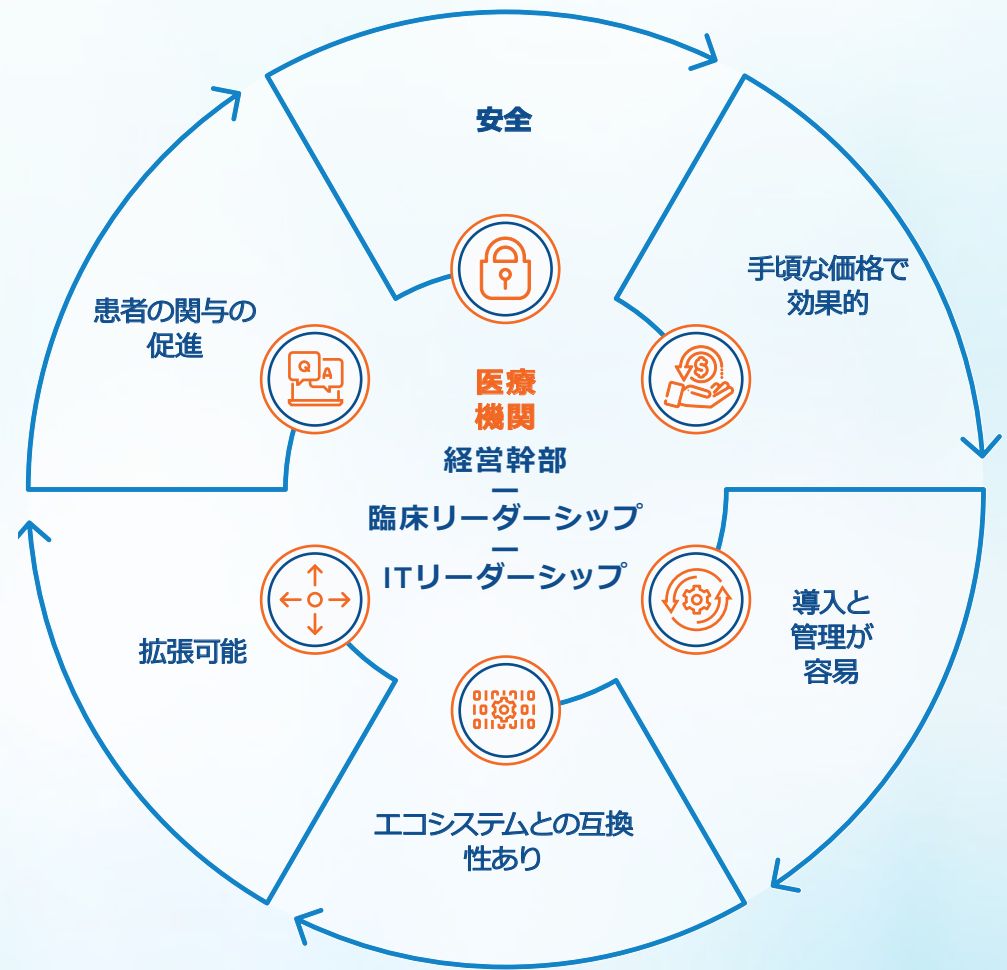 安全
手頃な価格で
効果的
導入と
管理が
容易
エコシステムとの互換
性あり
拡張可能
患者の関与の
促進
Q
A
医療
機関
経営幹部
—
臨床リーダーシップ
—
ITリーダーシップ